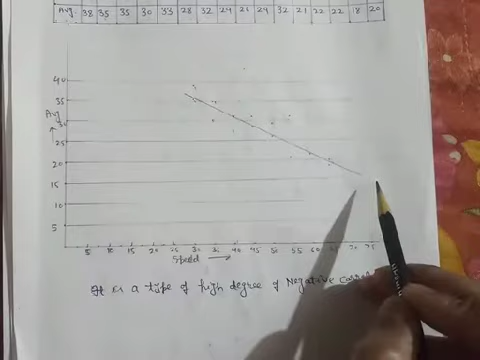 Avg. 38 35 35 30 33 28 32 24 26 29 32 21 22 22 18 20
40
35
Avg
30
25
20
15
10
5
5 10 15 20 25 30 35 40 45 50 55 60 65 70 75
Speed
It is a type of high degree of Negative